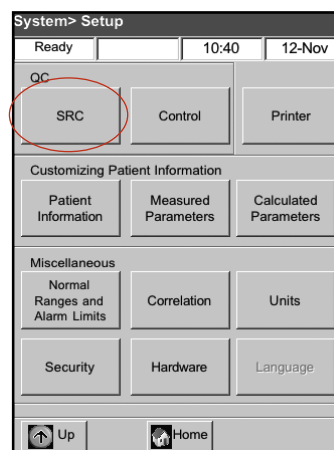 System> Setup
Ready 10:40 12-Nov
QC
SRC Control Printer
Customizing Patient Information
Patient Information Measured Parameters Calculated Parameters
Miscellaneous
Normal Ranges and Alarm Limits Correlation Units
Security Hardware Language
Up Home